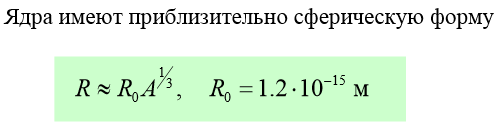 Ядра имеют приблизительно сферическую форму
R ≈ R₀A^{1/3}, R₀ = 1.2·10⁻¹⁵ м